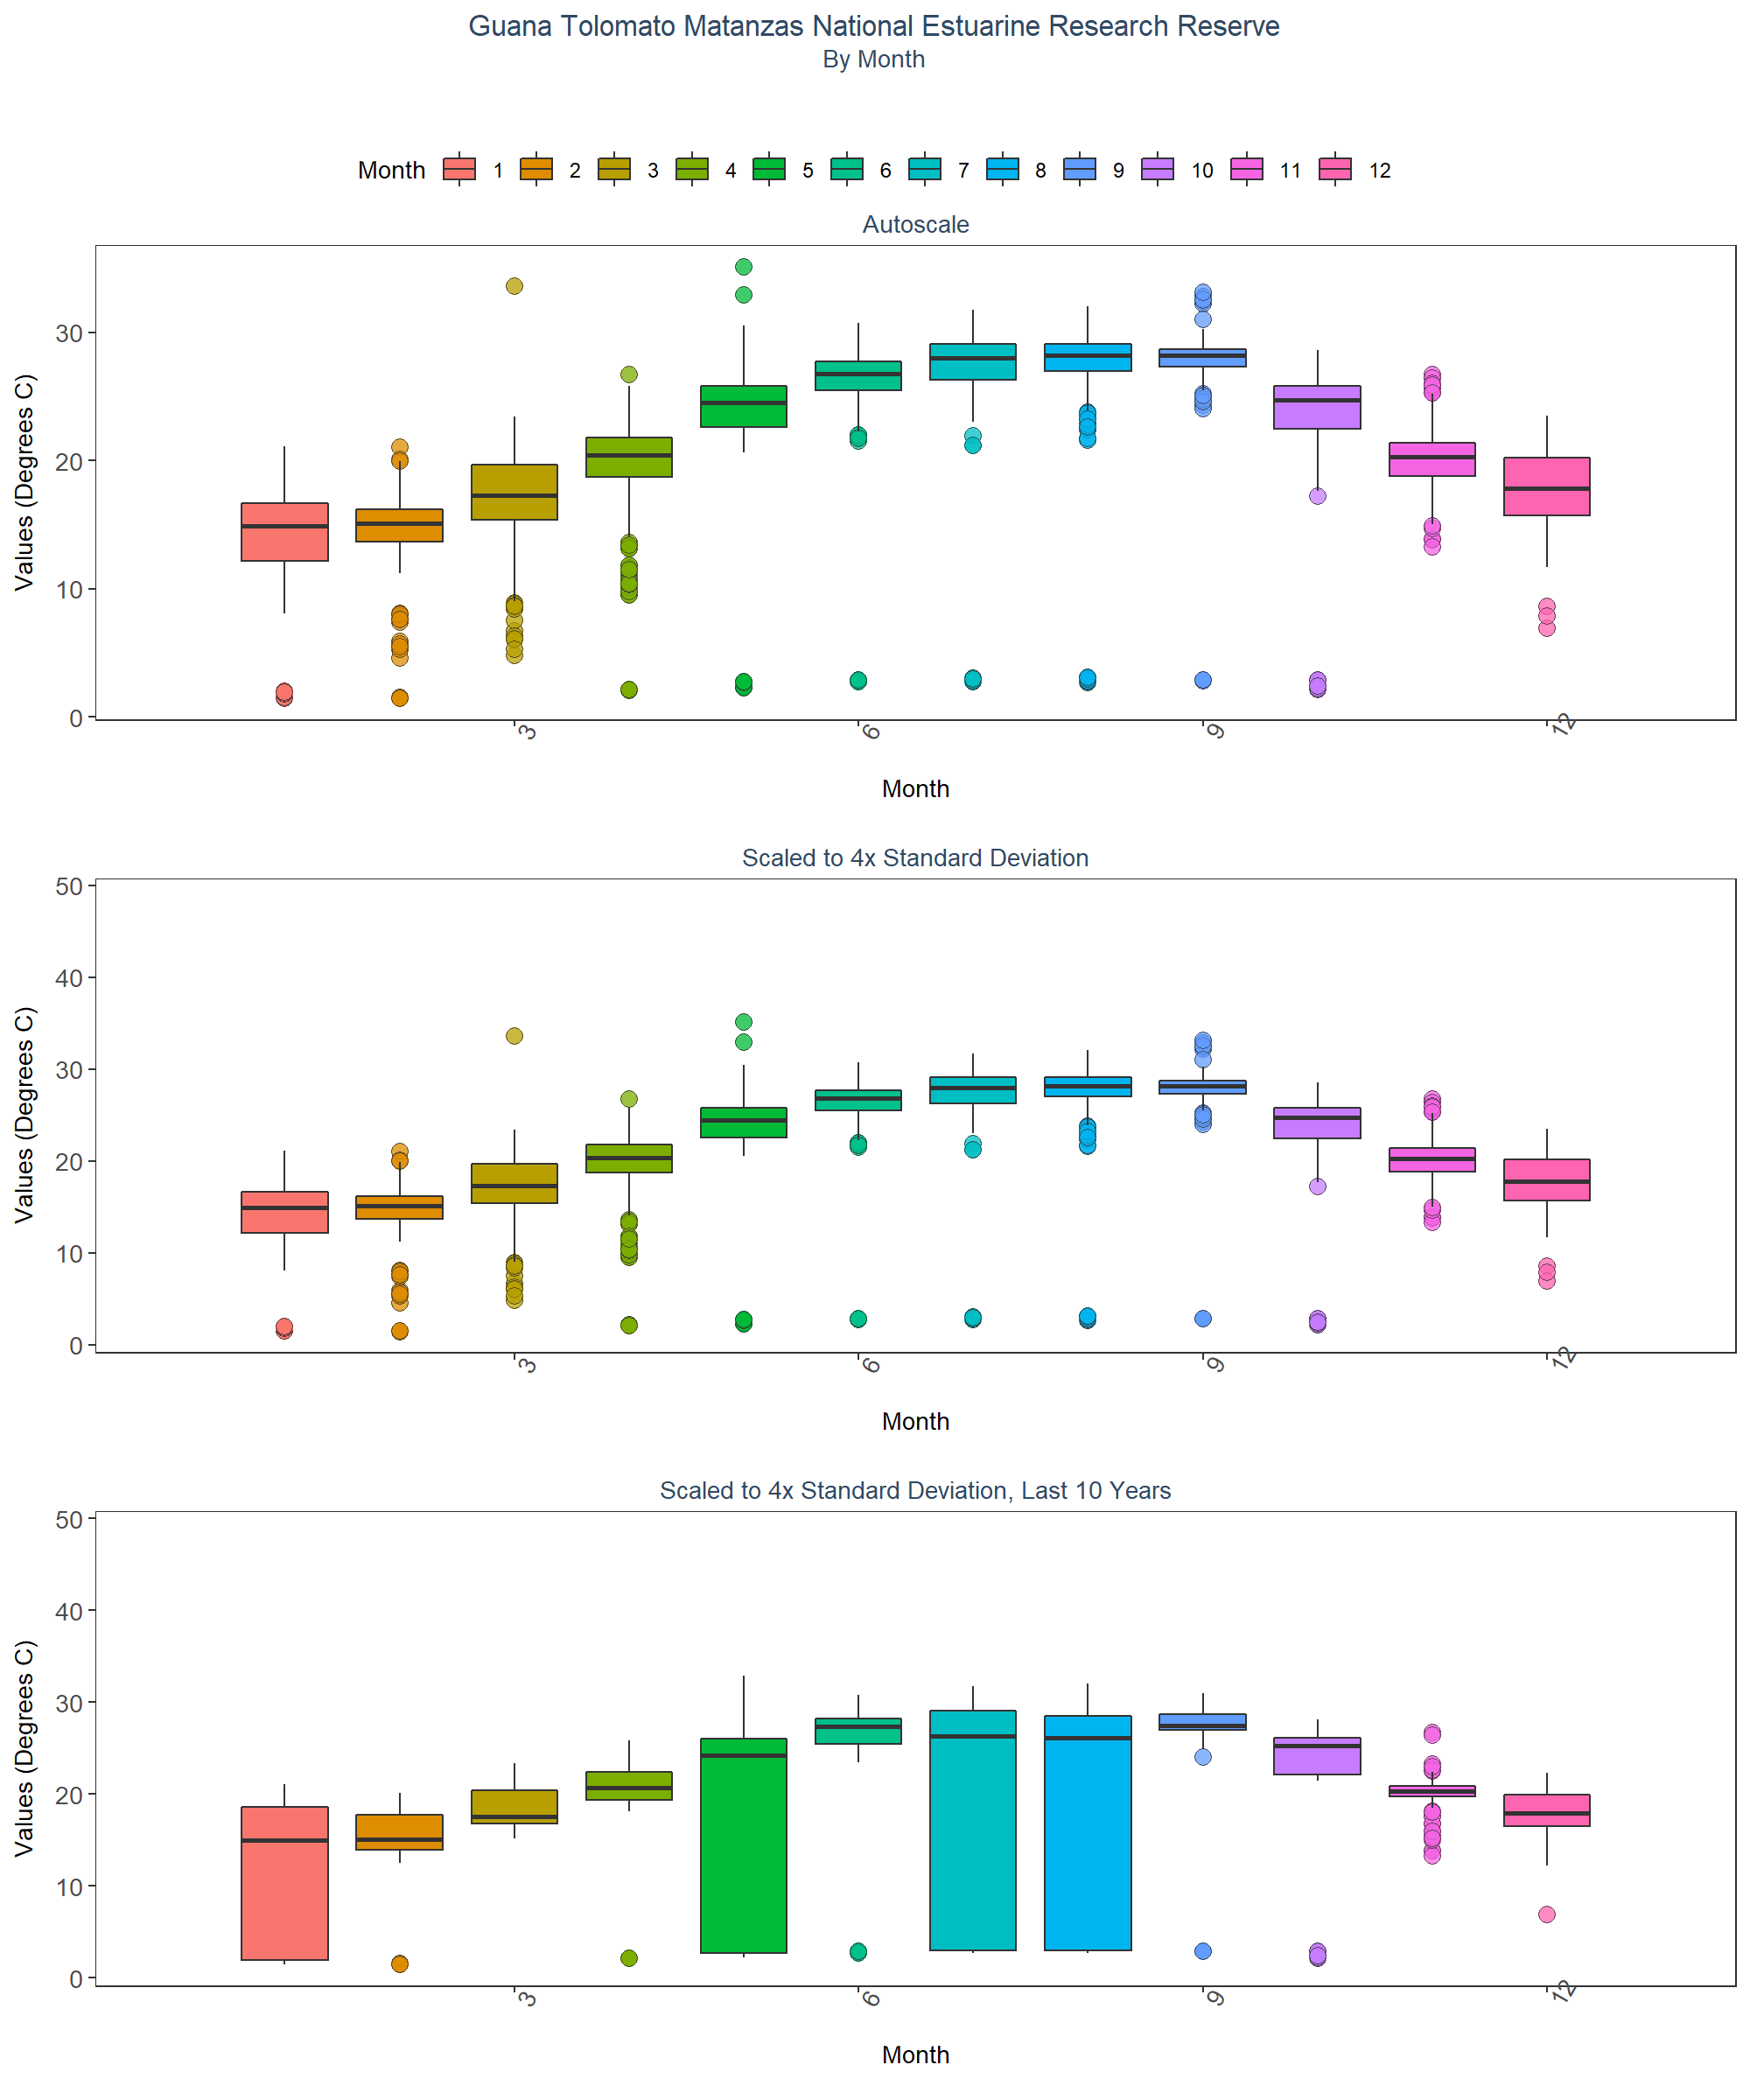 Guana Tolomato Matanzas National Estuarine Research Reserve
By Month
Month 1 2 3 4 5 6 7 8 9 10 11 12
Autoscale
Values (Degrees C)
30
20
10
0
3 6 9 12
Month
Scaled to 4x Standard Deviation
Values (Degrees C)
50
40
30
20
10
0
3 6 9 12
Month
Scaled to 4x Standard Deviation, Last 10 Years
Values (Degrees C)
50
40
30
20
10
0
3 6 9 12
Month